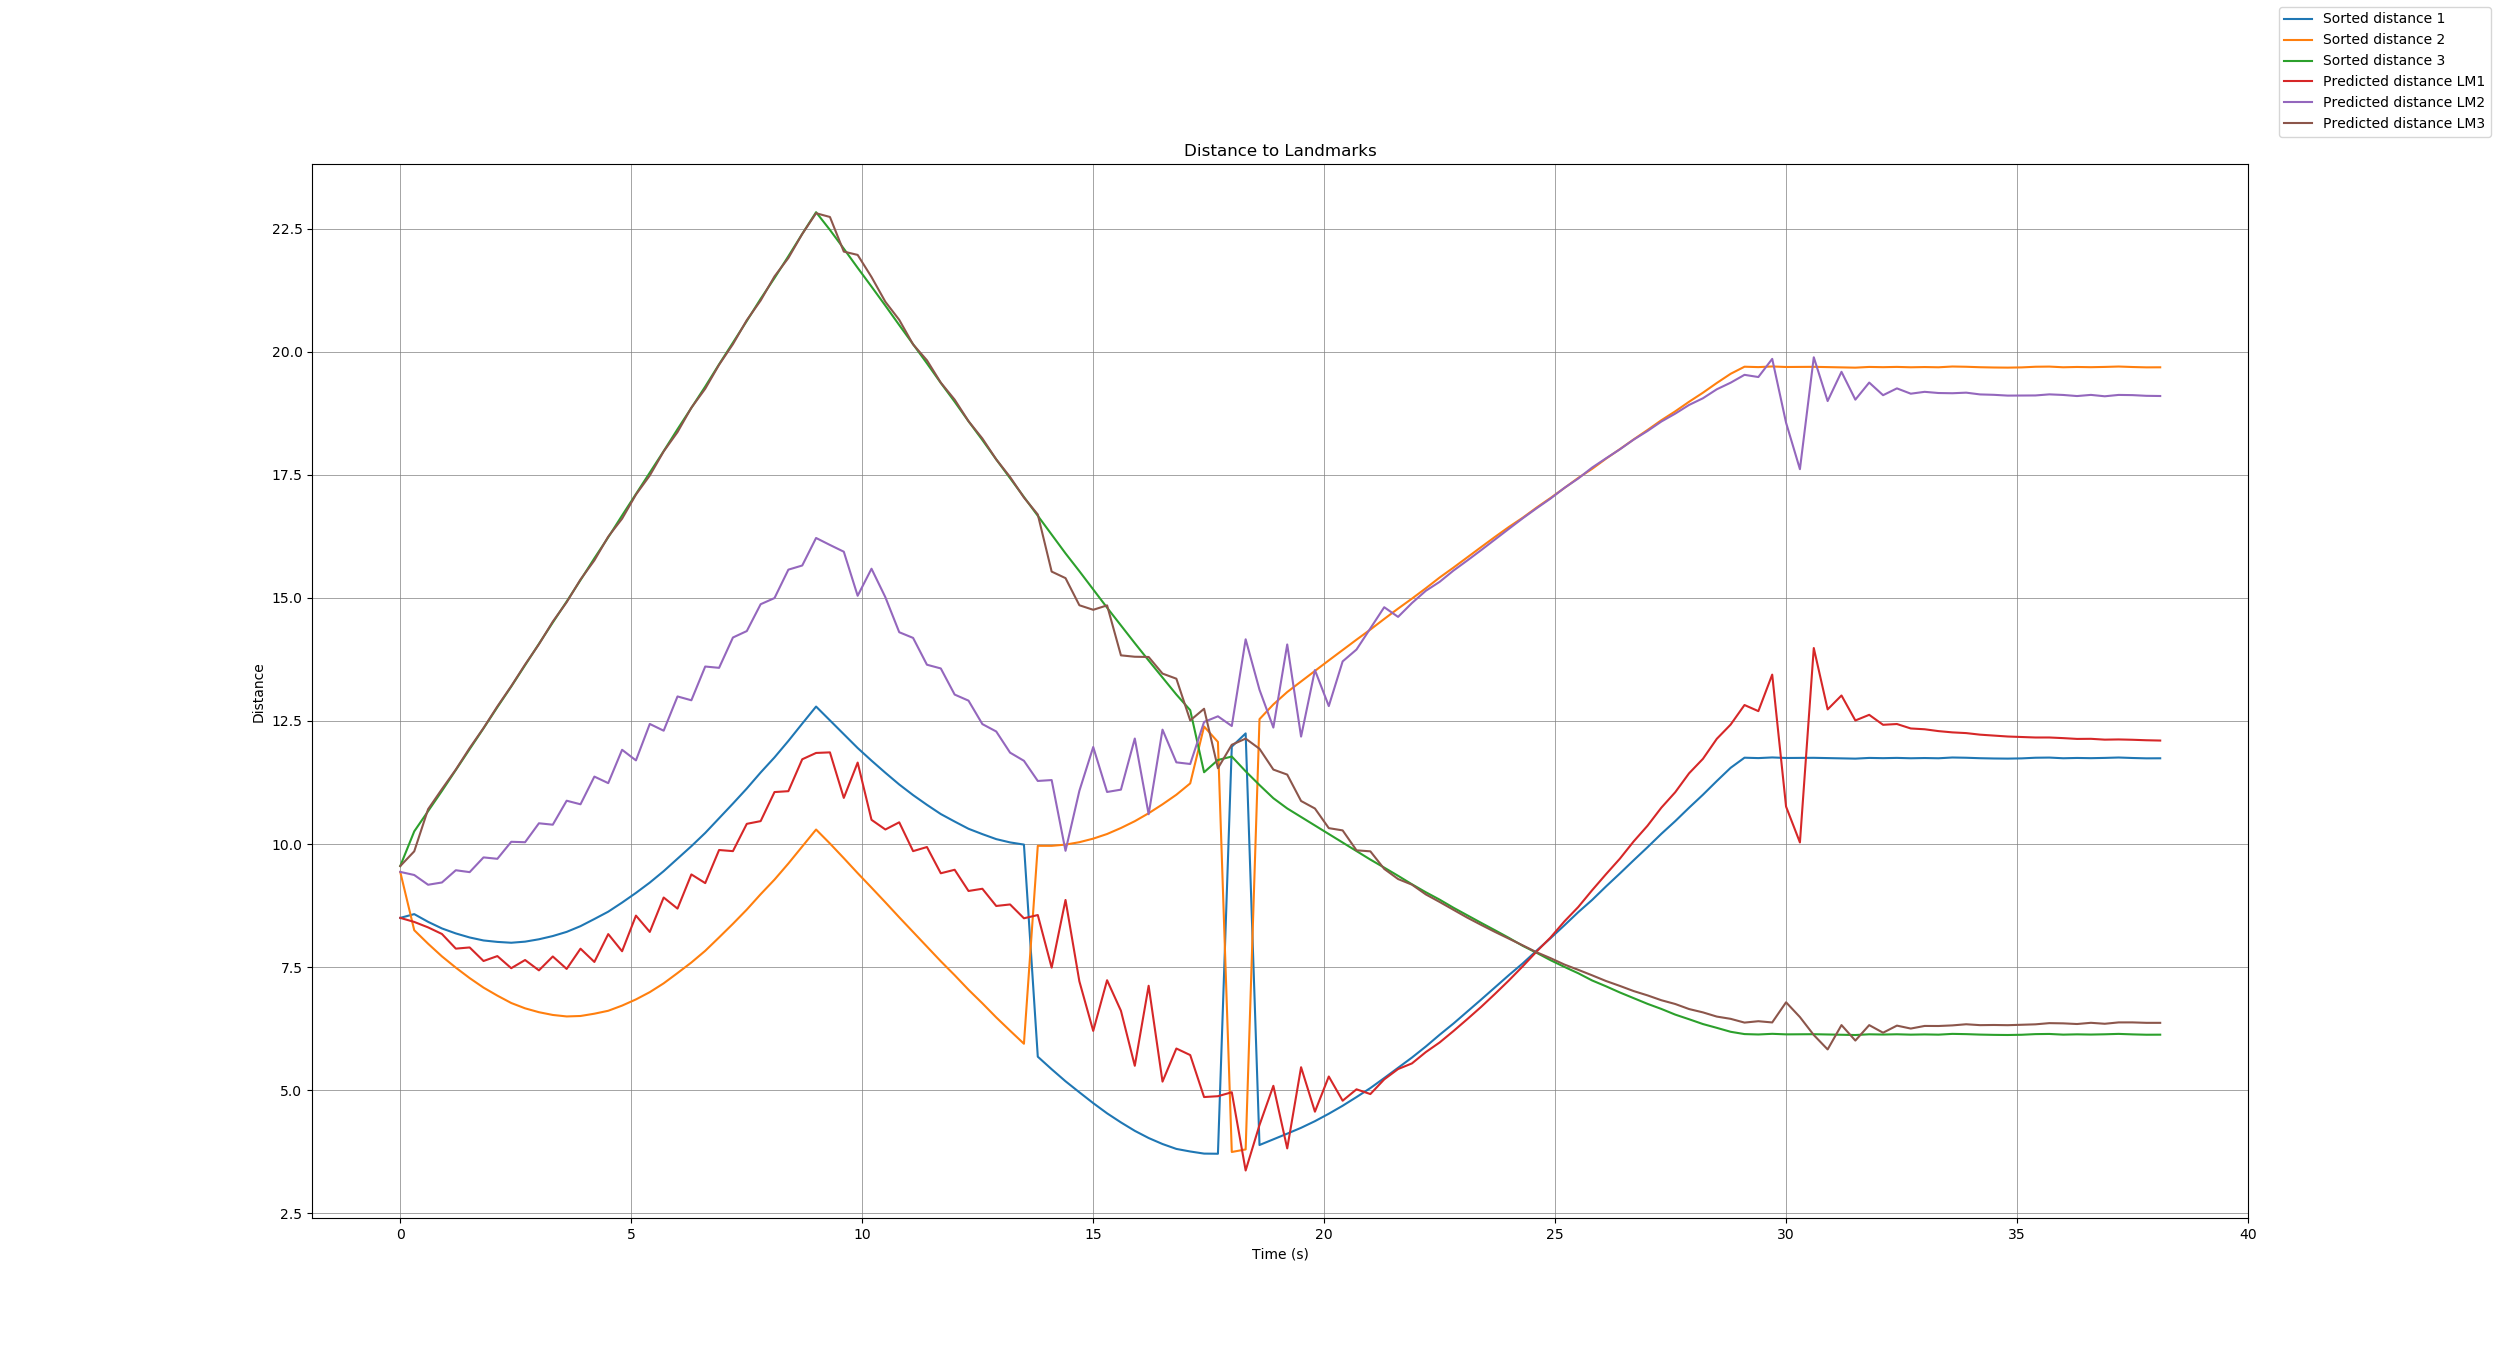 Sorted distance 1
Sorted distance 2
Sorted distance 3
Predicted distance LM1
Predicted distance LM2
Predicted distance LM3
Distance to Landmarks
22.5
20.0
17.5
15.0
12.5
10.0
7.5
5.0
2.5
Distance
0 5 10 15 20 25 30 35 40
Time (s)